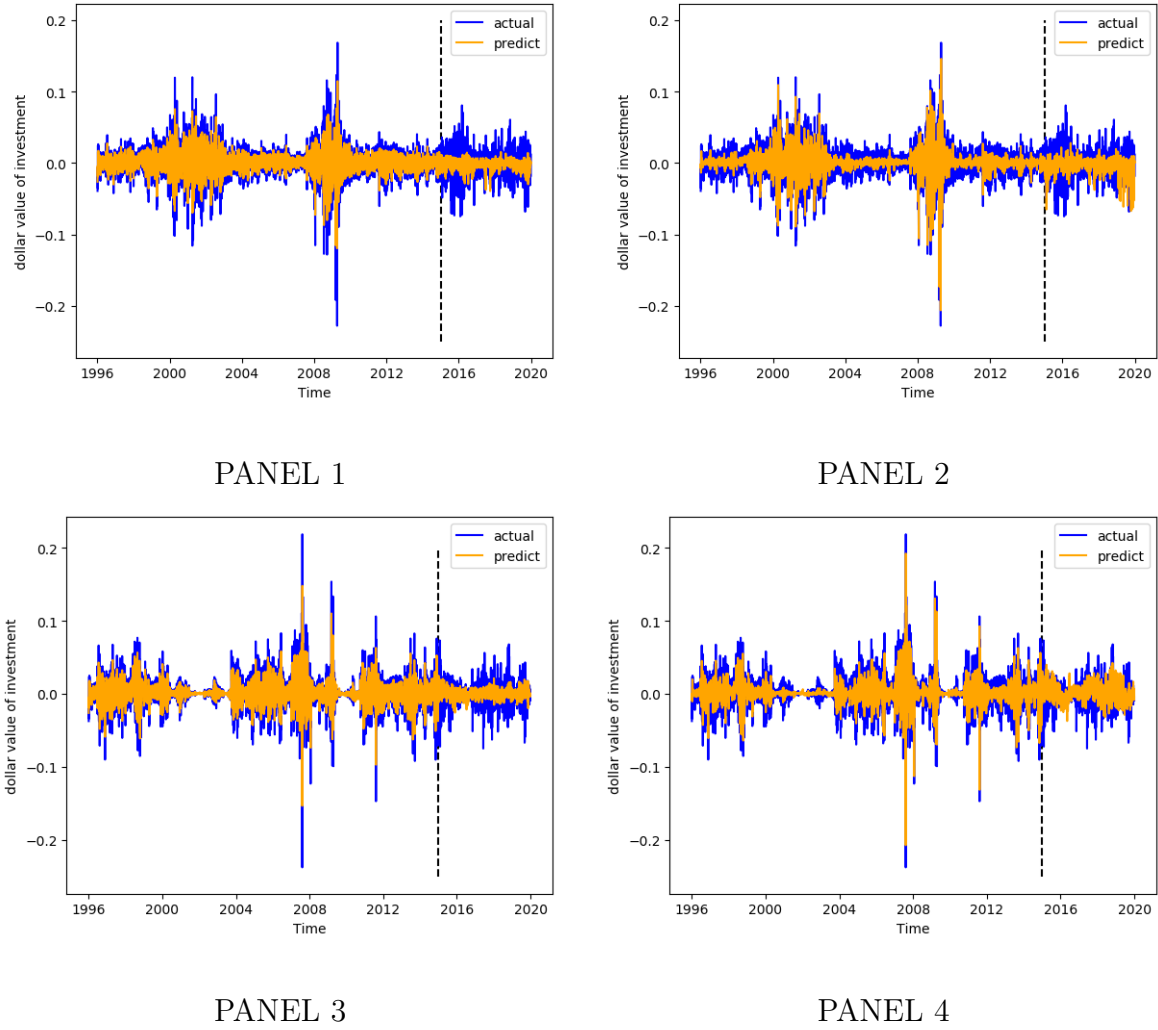 0.2
0.1
0.0
−0.1
−0.2
dollar value of investment
actual
predict
1996 2000 2004 2008 2012 2016 2020
Time
PANEL 1
0.2
0.1
0.0
−0.1
−0.2
dollar value of investment
actual
predict
1996 2000 2004 2008 2012 2016 2020
Time
PANEL 2
0.2
0.1
0.0
−0.1
−0.2
dollar value of investment
actual
predict
1996 2000 2004 2008 2012 2016 2020
Time
PANEL 3
0.2
0.1
0.0
−0.1
−0.2
dollar value of investment
actual
predict
1996 2000 2004 2008 2012 2016 2020
Time
PANEL 4